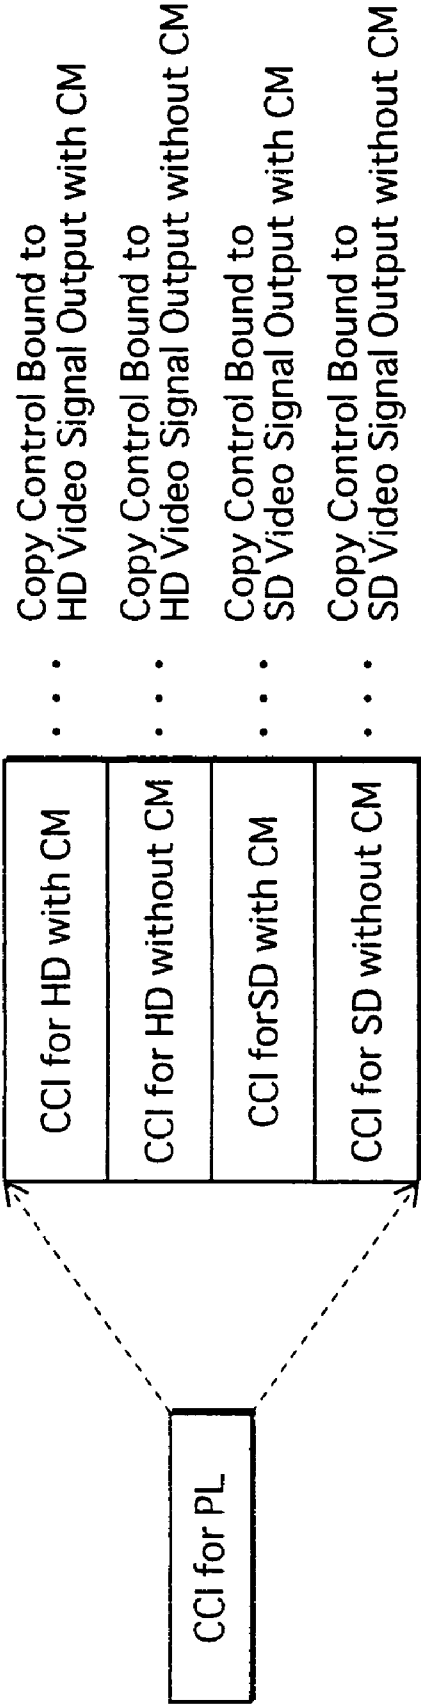 CCI for PL
CCI for HD with CM
. . . Copy Control Bound to
HD Video Signal Output with CM
CCI for HD without CM
. . . Copy Control Bound to
HD Video Signal Output without CM
CCI forSD with CM
. . . Copy Control Bound to
SD Video Signal Output with CM
CCI for SD without CM
. . . Copy Control Bound to
SD Video Signal Output without CM